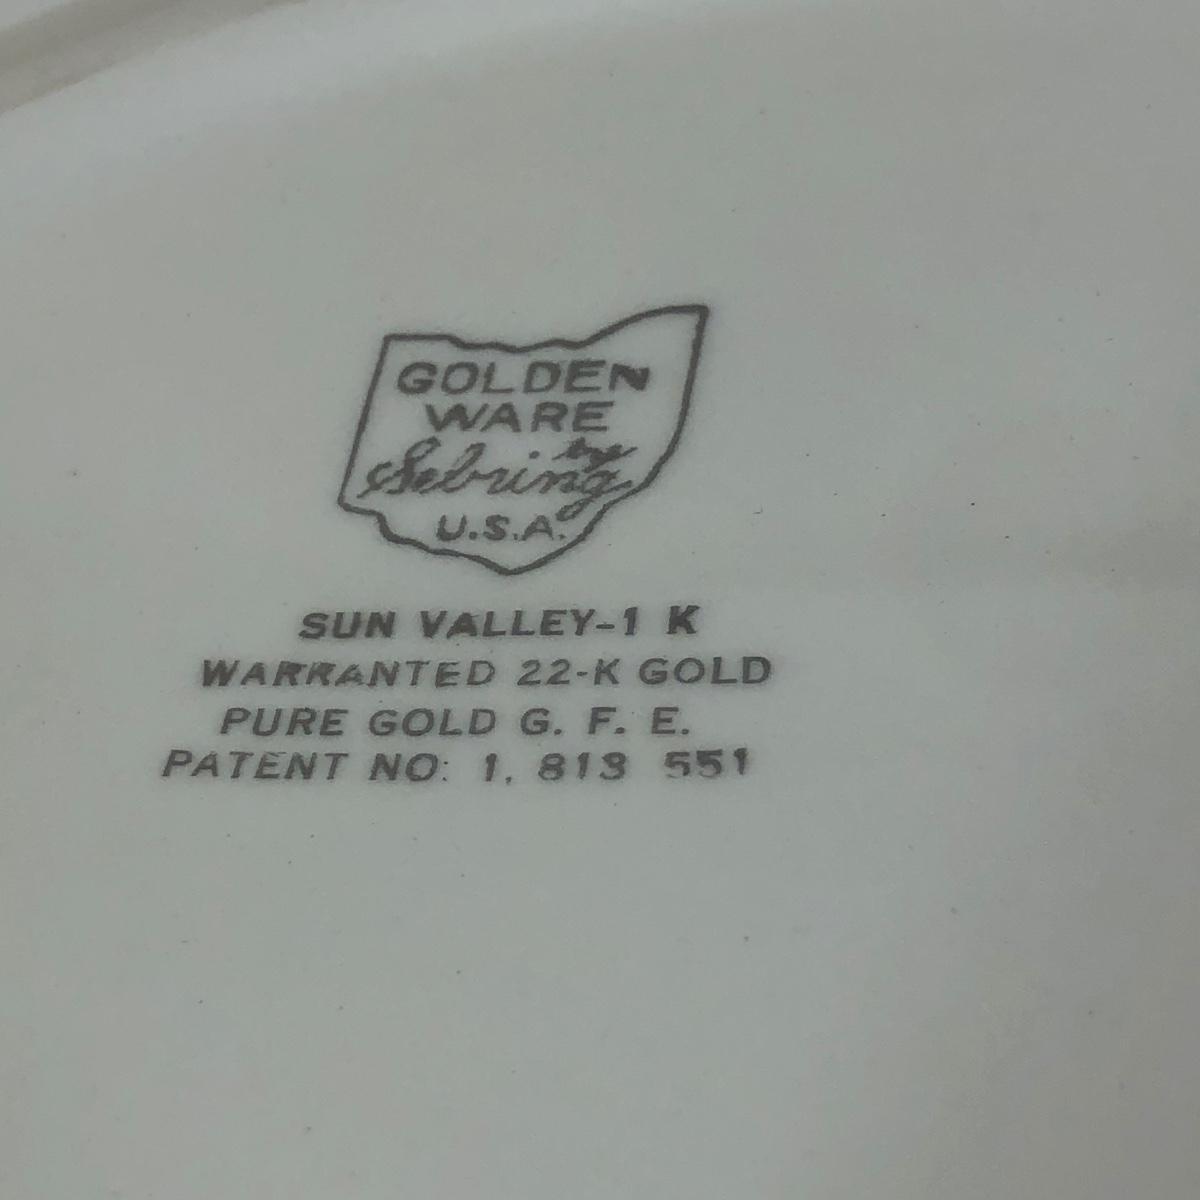 GOLDEN
WARE
by
Sebring
U.S.A.
SUN VALLEY-1 K
WARRANTED 22-K GOLD
PURE GOLD G. F. E.
PATENT NO: 1, 813 551